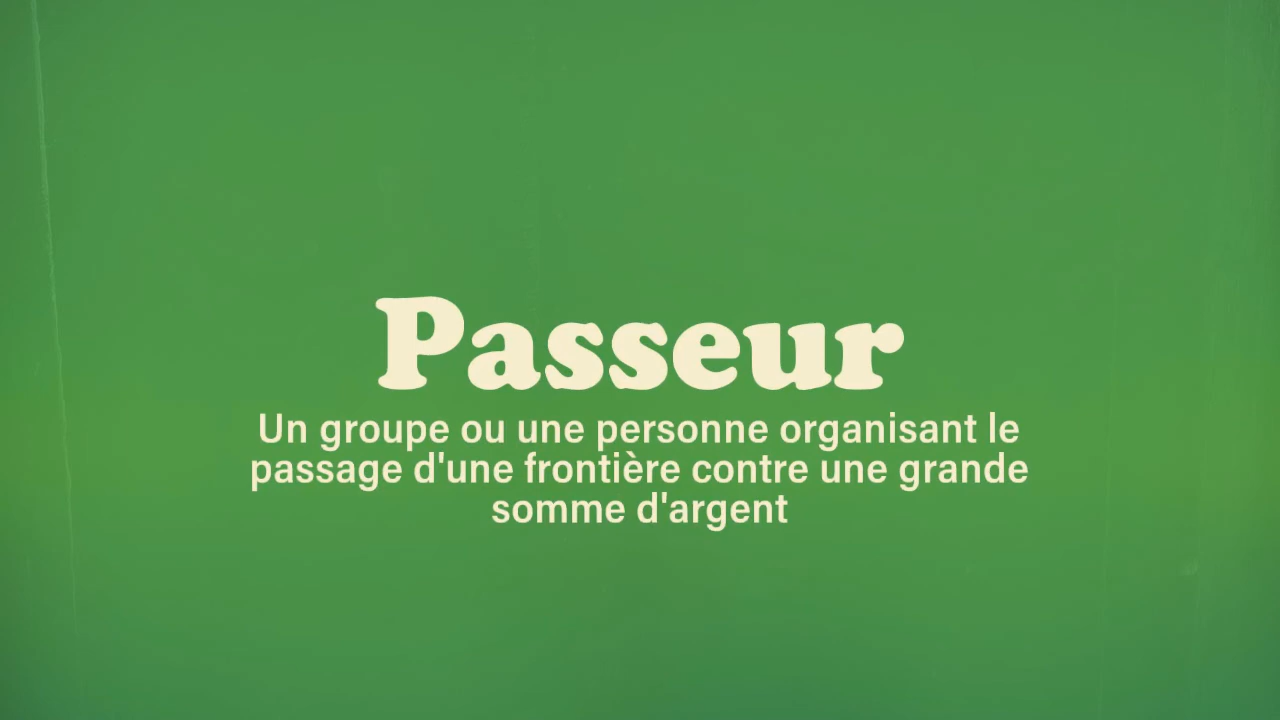 Passeur
Un groupe ou une personne organisant le
passage d'une frontière contre une grande
somme d'argent